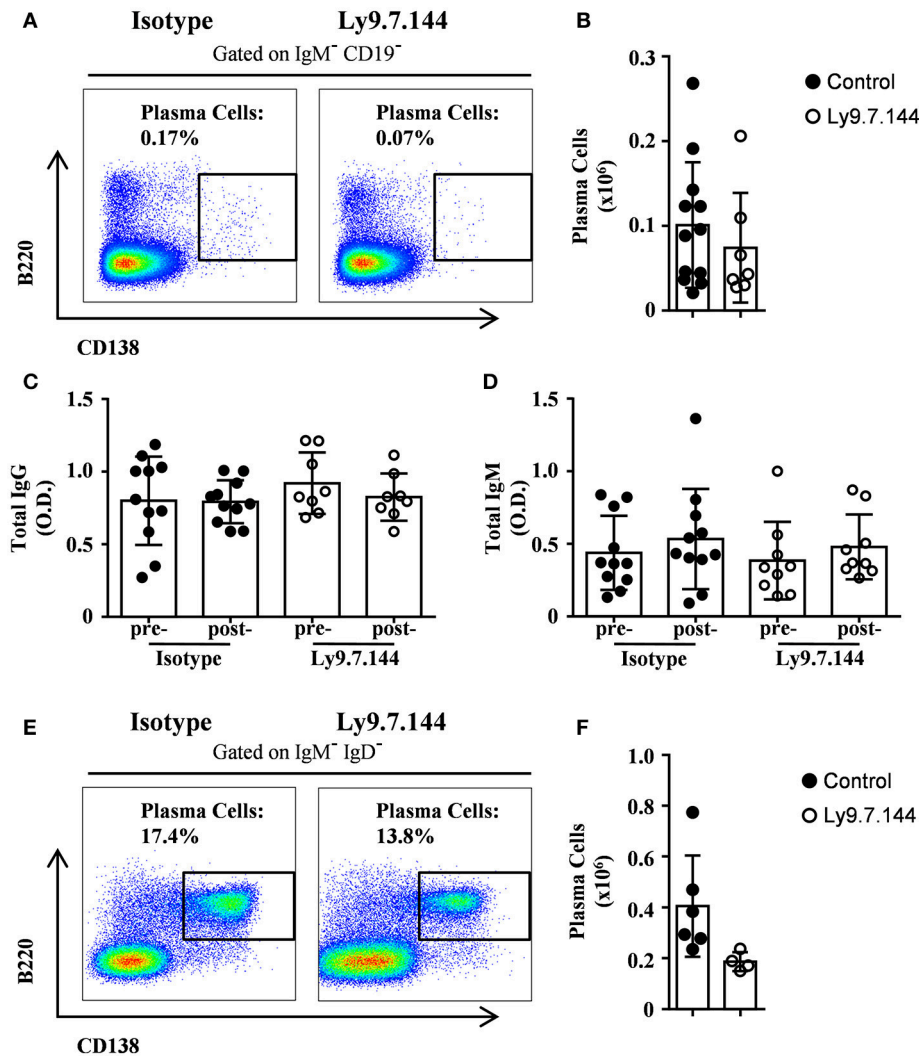 A
Isotype Ly9.7.144
Gated on IgM⁻ CD19⁻
Plasma Cells:
0.17%
Plasma Cells:
0.07%
B220
CD138
B
0.3
0.2
0.1
0
Plasma Cells
(x10⁶)
Control
Ly9.7.144
C
1.5
1.0
0.5
0
Total IgG
(O.D.)
pre- post- pre- post-
Isotype Ly9.7.144
D
1.5
1.0
0.5
0
Total IgM
(O.D.)
pre- post- pre- post-
Isotype Ly9.7.144
E
Isotype Ly9.7.144
Gated on IgM⁻ IgD⁻
Plasma Cells:
17.4%
Plasma Cells:
13.8%
B220
CD138
F
1.0
0.8
0.6
0.4
0.2
0
Plasma Cells
(x10⁶)
Control
Ly9.7.144